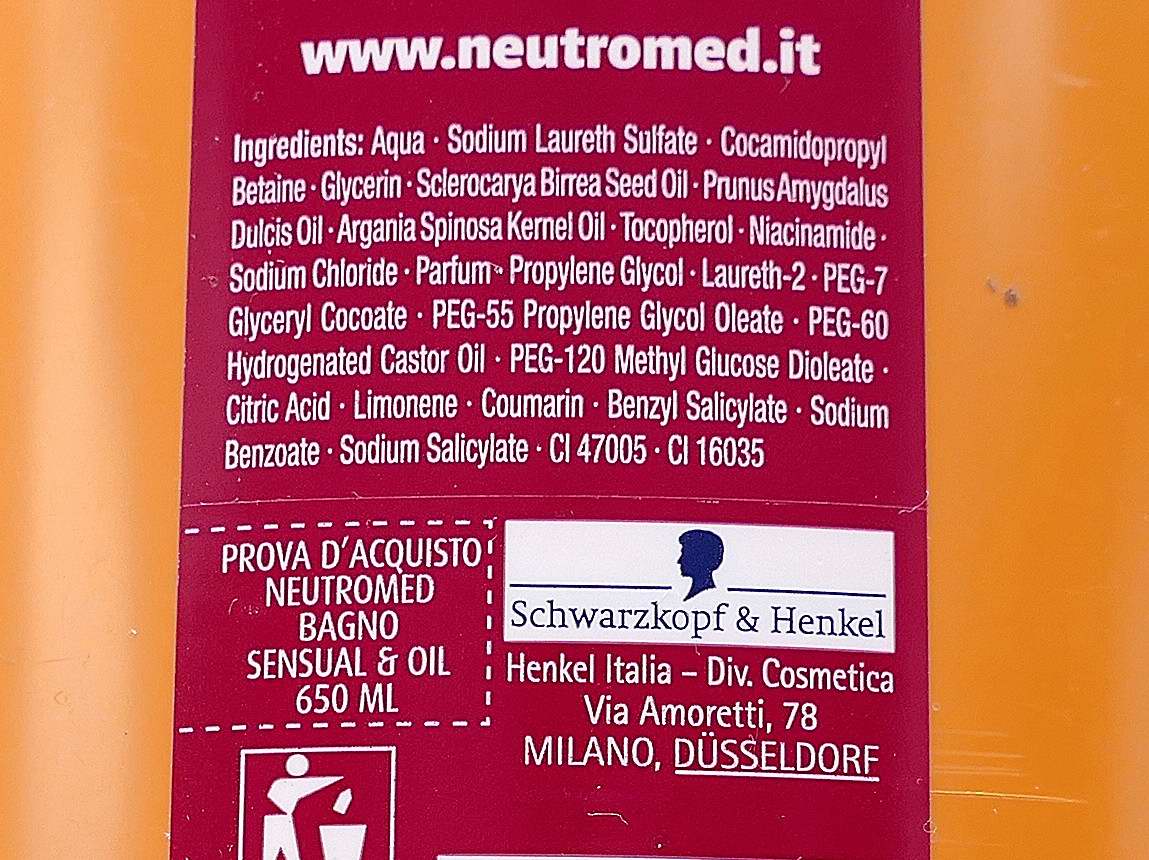 www.neutromed.it
Ingredients: Aqua · Sodium Laureth Sulfate · Cocamidopropyl
Betaine · Glycerin · Sclerocarya Birrea Seed Oil · Prunus Amygdalus
Dulcis Oil · Argania Spinosa Kernel Oil · Tocopherol · Niacinamide ·
Sodium Chloride · Parfum · Propylene Glycol · Laureth-2 · PEG-7
Glyceryl Cocoate · PEG-55 Propylene Glycol Oleate · PEG-60
Hydrogenated Castor Oil · PEG-120 Methyl Glucose Dioleate ·
Citric Acid · Limonene · Coumarin · Benzyl Salicylate · Sodium
Benzoate · Sodium Salicylate · CI 47005 · CI 16035
PROVA D'ACQUISTO
NEUTROMED
BAGNO
SENSUAL & OIL
650 ML
Schwarzkopf & Henkel
Henkel Italia – Div. Cosmetica
Via Amoretti, 78
MILANO, DÜSSELDORF